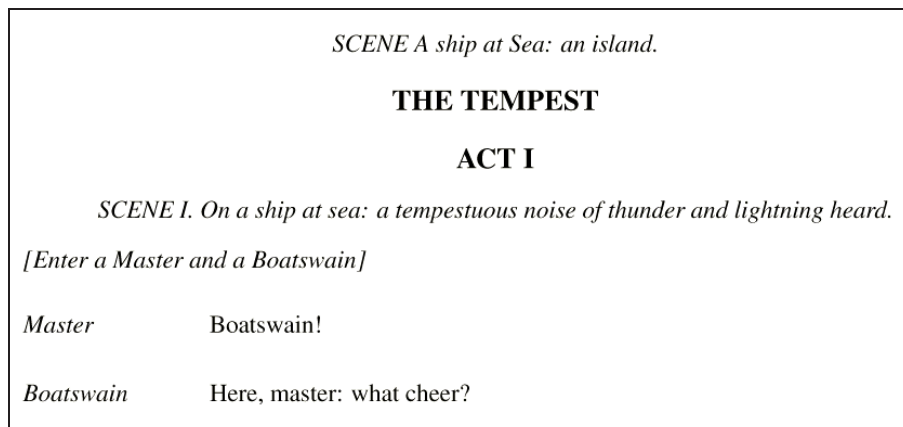 SCENE A ship at Sea: an island.
THE TEMPEST
ACT I
SCENE I. On a ship at sea: a tempestuous noise of thunder and lightning heard.
[Enter a Master and a Boatswain]
Master Boatswain!
Boatswain Here, master: what cheer?